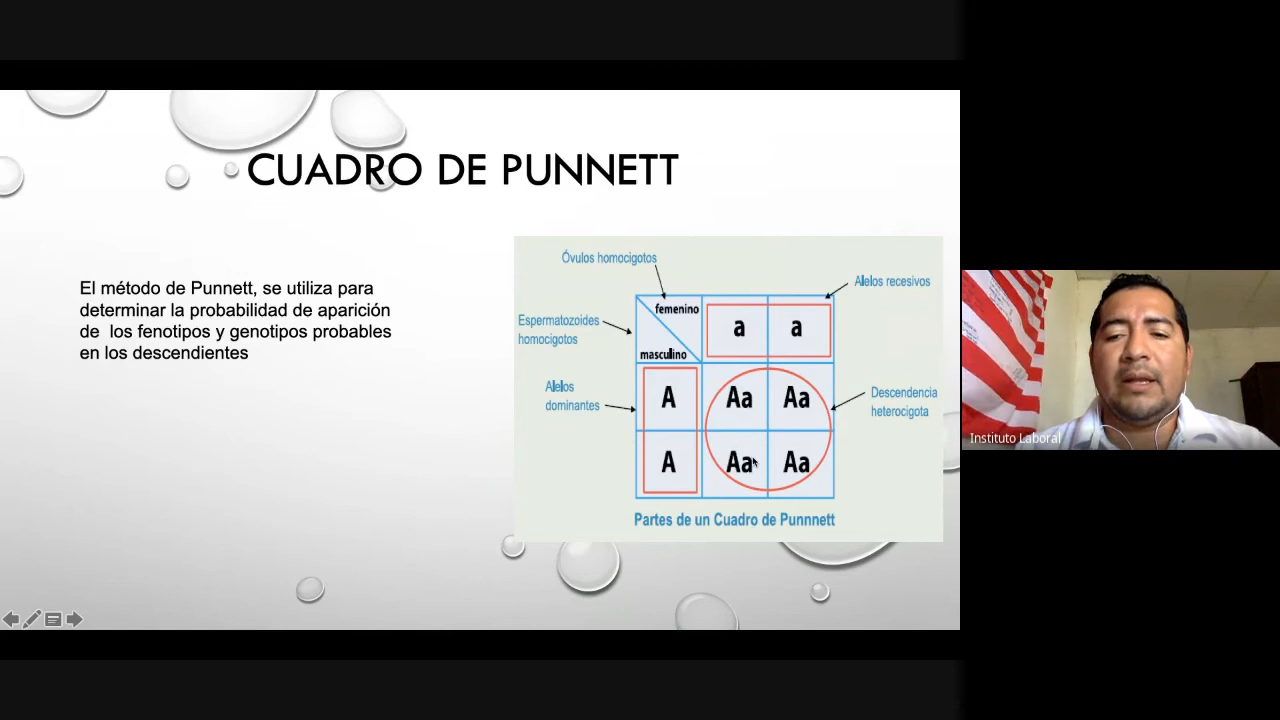 CUADRO DE PUNNETT
El método de Punnett, se utiliza para
determinar la probabilidad de aparición
de los fenotipos y genotipos probables
en los descendientes
Óvulos homocigotos
Alelos recesivos
Espermatozoides
homocigotos
femenino
masculino
a a
Alelos
dominantes
A Aa Aa
Descendencia
heterocigota
A Aa Aa
Partes de un Cuadro de Punnnett
Instituto Laboral